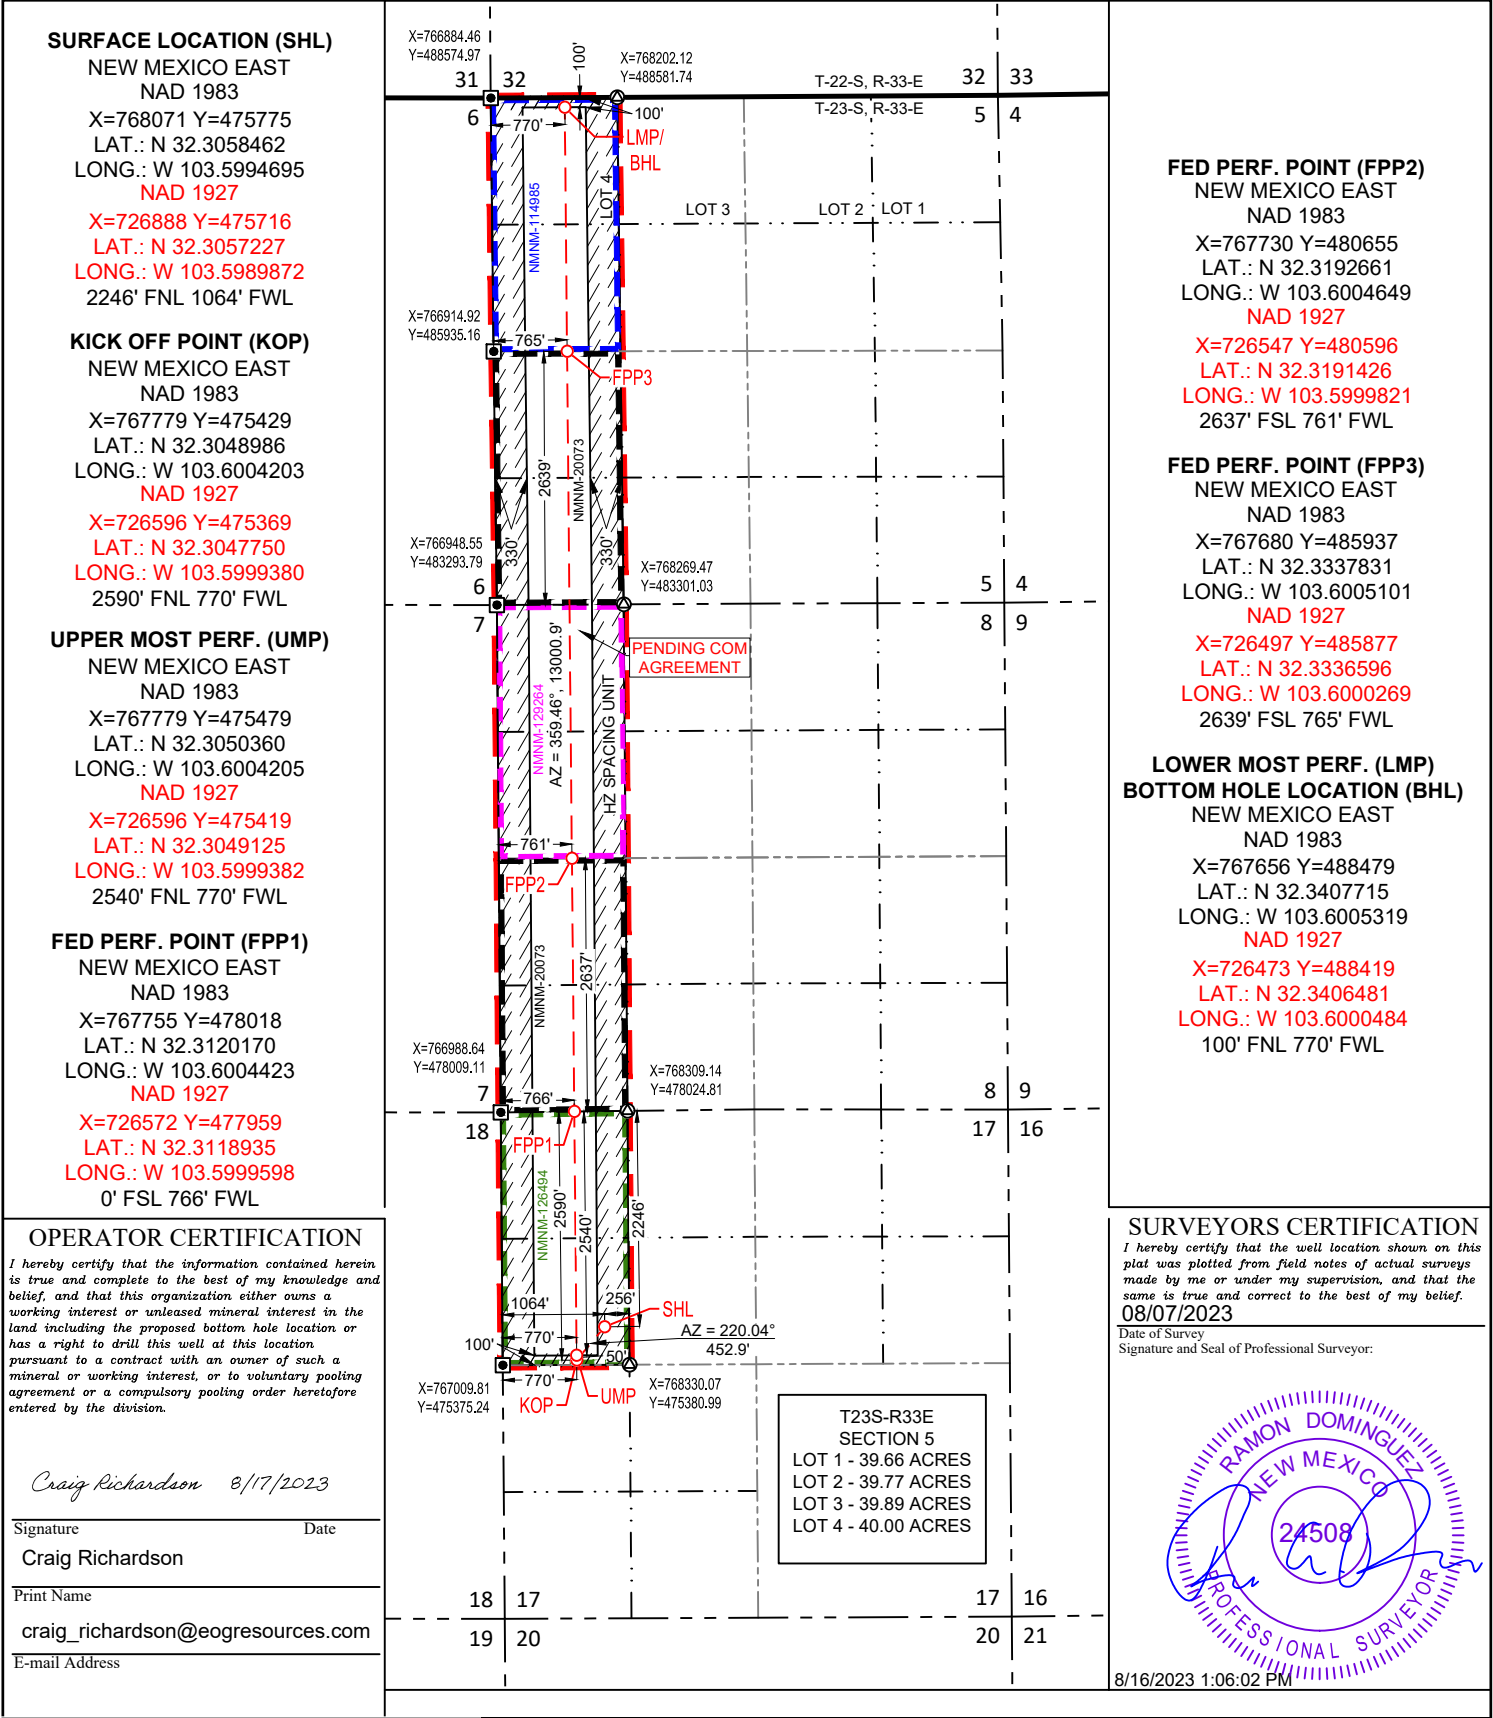 SURFACE LOCATION (SHL)
NEW MEXICO EAST
NAD 1983
X=768071 Y=475775
LAT.: N 32.3058462
LONG.: W 103.5994695
NAD 1927
X=726888 Y=475716
LAT.: N 32.3057227
LONG.: W 103.5989872
2246' FNL 1064' FWL
KICK OFF POINT (KOP)
NEW MEXICO EAST
NAD 1983
X=767779 Y=475429
LAT.: N 32.3048986
LONG.: W 103.6004203
NAD 1927
X=726596 Y=475369
LAT.: N 32.3047750
LONG.: W 103.5999380
2590' FNL 770' FWL
UPPER MOST PERF. (UMP)
NEW MEXICO EAST
NAD 1983
X=767779 Y=475479
LAT.: N 32.3050360
LONG.: W 103.6004205
NAD 1927
X=726596 Y=475419
LAT.: N 32.3049125
LONG.: W 103.5999382
2540' FNL 770' FWL
FED PERF. POINT (FPP1)
NEW MEXICO EAST
NAD 1983
X=767755 Y=478018
LAT.: N 32.3120170
LONG.: W 103.6004423
NAD 1927
X=726572 Y=477959
LAT.: N 32.3118935
LONG.: W 103.5999598
0' FSL 766' FWL
OPERATOR CERTIFICATION
I hereby certify that the information contained herein
is true and complete to the best of my knowledge and
belief, and that this organization either owns a
working interest or unleased mineral interest in the
land including the proposed bottom hole location or
has a right to drill this well at this location
pursuant to a contract with an owner of such a
mineral or working interest, or to voluntary pooling
agreement or a compulsory pooling order heretofore
entered by the division.
Craig Richardson 8/17/2023
Signature Date
Craig Richardson
Print Name
craig_richardson@eogresources.com
E-mail Address
X=766884.46
Y=488574.97
100'
X=768202.12
Y=488581.74
31 32
T-22-S, R-33-E
32 33
6
T-23-S, R-33-E
5 4
770'
100'
LMP/
BHL
LOT 4
NMNM-114985
LOT 3
LOT 2
LOT 1
X=766914.92
Y=485935.16
765'
FPP3
2639'
NMNM-20073
330'
330'
X=766948.55
Y=483293.79
X=768269.47
Y=483301.03
6
5 4
7
8 9
PENDING COM
AGREEMENT
NMNM-129264
AZ = 359.46°, 13000.9'
HZ SPACING UNIT
761'
FPP2
NMNM-20073
2637'
X=766988.64
Y=478009.11
X=768309.14
Y=478024.81
7
766'
8 9
18
FPP1
17 16
NMNM-126494
2590'
2540'
2246'
1064'
256'
SHL
770'
AZ = 220.04°
452.9'
100'
50'
770'
KOP
UMP
X=767009.81
Y=475375.24
X=768330.07
Y=475380.99
T23S-R33E
SECTION 5
LOT 1 - 39.66 ACRES
LOT 2 - 39.77 ACRES
LOT 3 - 39.89 ACRES
LOT 4 - 40.00 ACRES
18 17
17 16
19 20
20 21
FED PERF. POINT (FPP2)
NEW MEXICO EAST
NAD 1983
X=767730 Y=480655
LAT.: N 32.3192661
LONG.: W 103.6004649
NAD 1927
X=726547 Y=480596
LAT.: N 32.3191426
LONG.: W 103.5999821
2637' FSL 761' FWL
FED PERF. POINT (FPP3)
NEW MEXICO EAST
NAD 1983
X=767680 Y=485937
LAT.: N 32.3337831
LONG.: W 103.6005101
NAD 1927
X=726497 Y=485877
LAT.: N 32.3336596
LONG.: W 103.6000269
2639' FSL 765' FWL
LOWER MOST PERF. (LMP)
BOTTOM HOLE LOCATION (BHL)
NEW MEXICO EAST
NAD 1983
X=767656 Y=488479
LAT.: N 32.3407715
LONG.: W 103.6005319
NAD 1927
X=726473 Y=488419
LAT.: N 32.3406481
LONG.: W 103.6000484
100' FNL 770' FWL
SURVEYORS CERTIFICATION
I hereby certify that the well location shown on this
plat was plotted from field notes of actual surveys
made by me or under my supervision, and that the
same is true and correct to the best of my belief.
08/07/2023
Date of Survey
Signature and Seal of Professional Surveyor:
RAMON DOMINGUEZ
NEW MEXICO
24508
PROFESSIONAL SURVEYOR
8/16/2023 1:06:02 PM